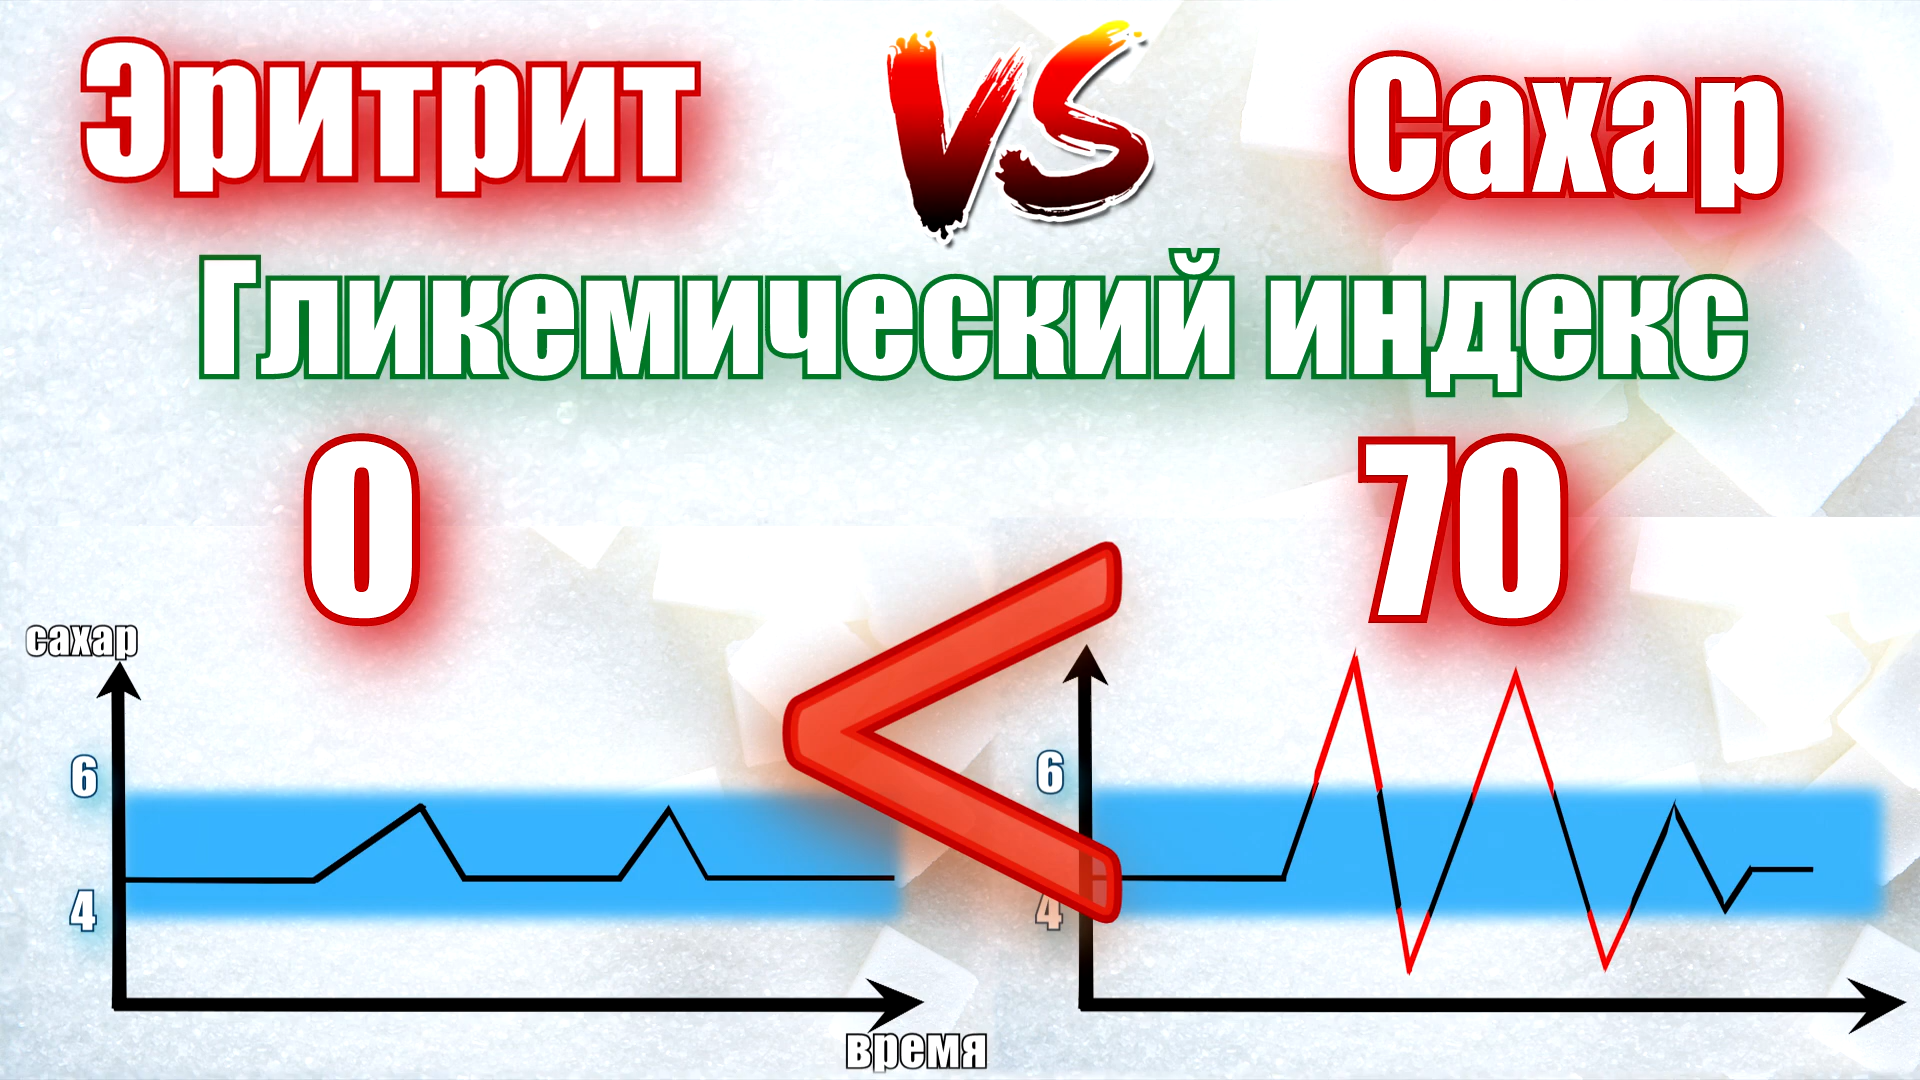 Эритрит VS Сахар
Гликемический индекс
0 < 70
сахар
6
4
время
6
4